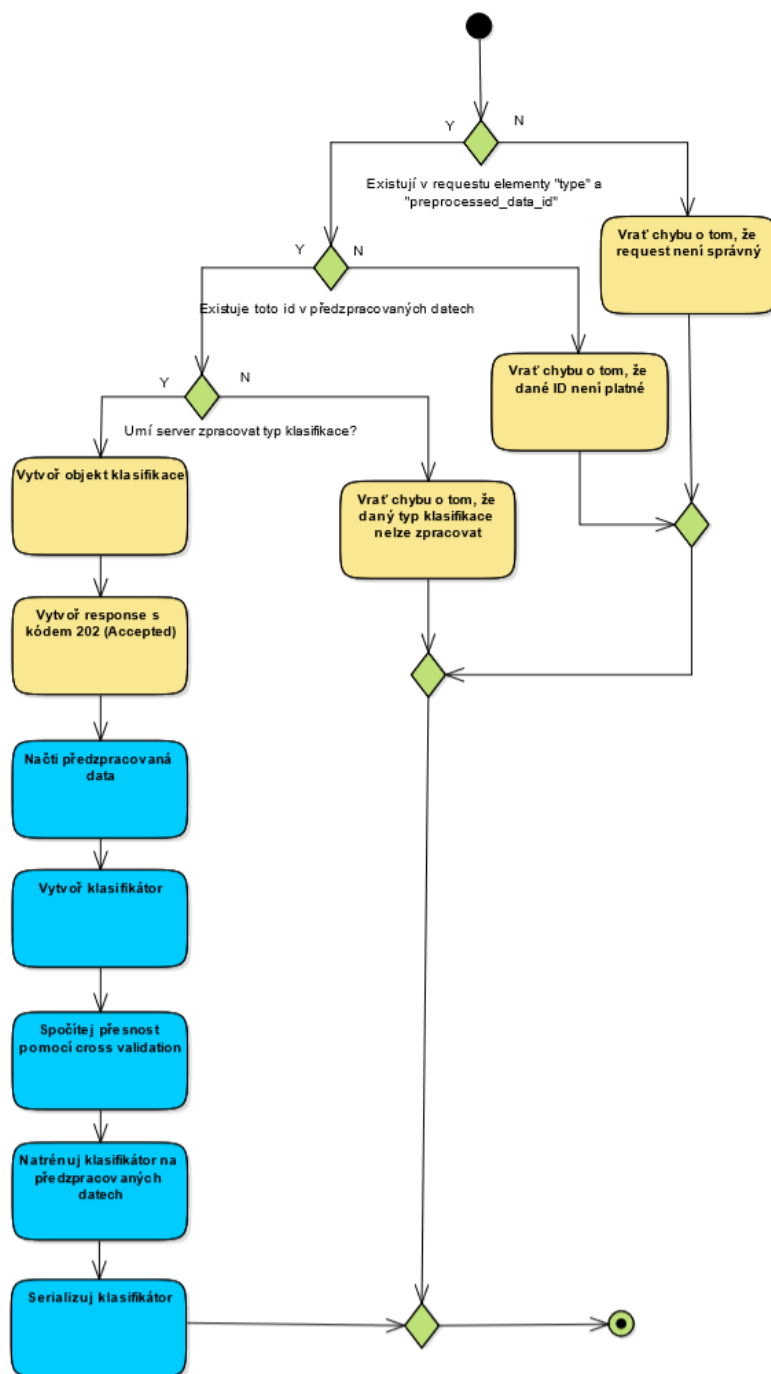 Y
N
Existují v requestu elementy "type" a
"preprocessed_data_id"
Vrať chybu o tom, že
request není správný
Y
N
Existuje toto id v předzpracovaných datech
Vrať chybu o tom, že
dané ID není platné
Y
N
Umí server zpracovat typ klasifikace?
Vytvoř objekt klasifikace
Vrať chybu o tom, že
daný typ klasifikace
nelze zpracovat
Vytvoř response s
kódem 202 (Accepted)
Načti předzpracovaná
data
Vytvoř klasifikátor
Spočítej přesnost
pomocí cross validation
Natrénuj klasifikátor na
předzpracovaných
datech
Serializuj klasifikátor